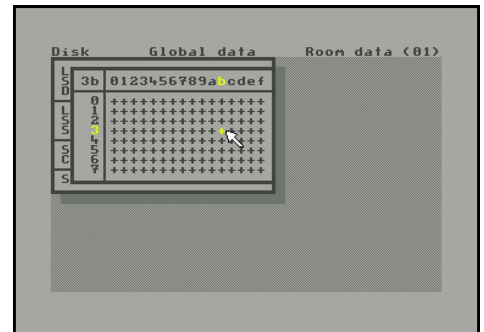 Disk Global data Room data (01)
LSD
LSS
SC
S
3b 0123456789abcdef
0 ++++++++++++++++
1 ++++++++++++++++
2 ++++++++++++++++
3 ++++++++++++++++
4 ++++++++++++++++
5 ++++++++++++++++
6 ++++++++++++++++
7 ++++++++++++++++